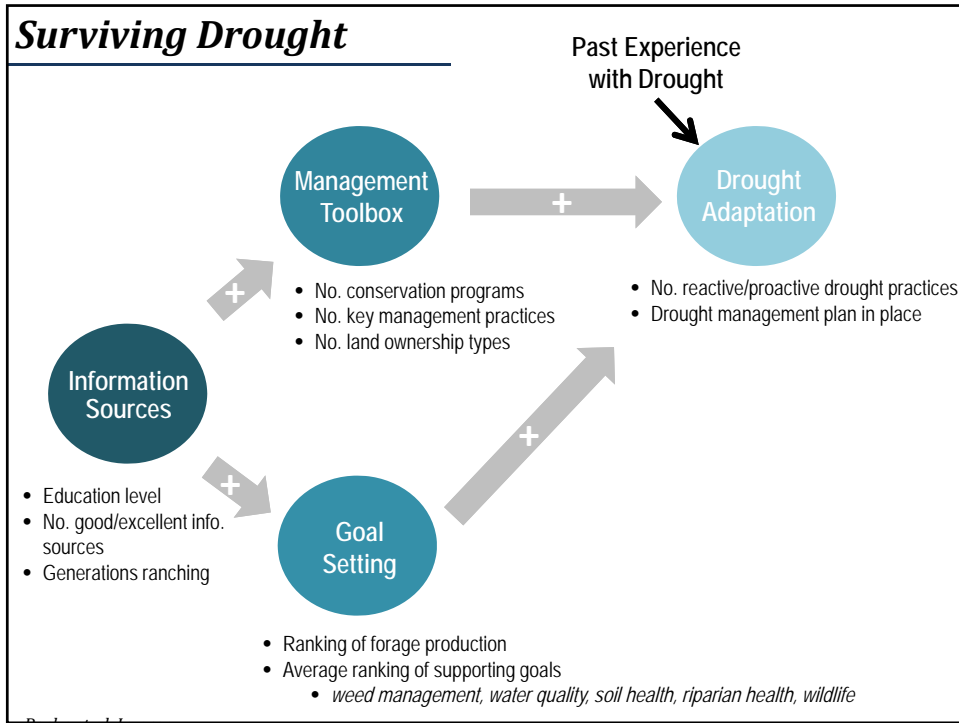 Surviving Drought
Past Experience
with Drought
Management
Toolbox
+
Drought
Adaptation
+
• No. conservation programs
• No. key management practices
• No. land ownership types
• No. reactive/proactive drought practices
• Drought management plan in place
Information
Sources
+
+
• Education level
• No. good/excellent info.
sources
• Generations ranching
Goal
Setting
• Ranking of forage production
• Average ranking of supporting goals
• weed management, water quality, soil health, riparian health, wildlife